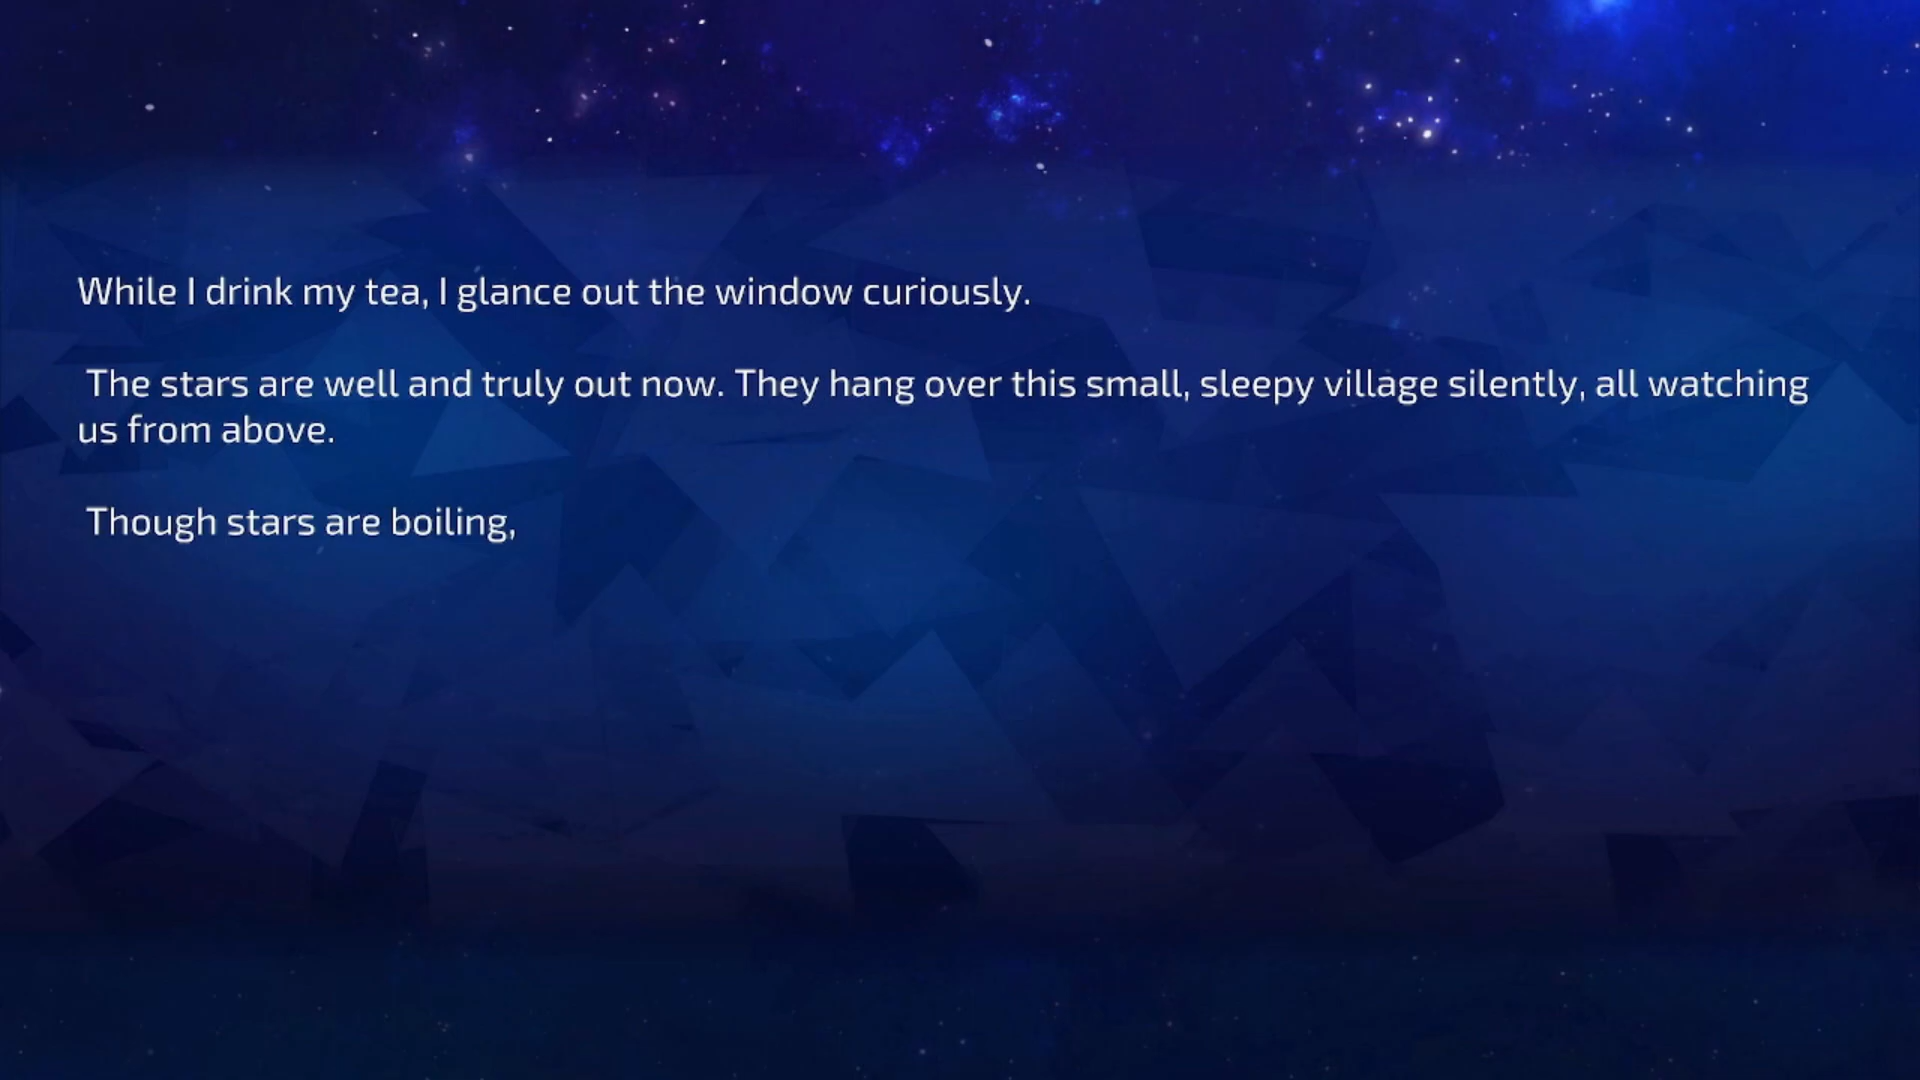 While I drink my tea, I glance out the window curiously.
The stars are well and truly out now. They hang over this small, sleepy village silently, all watching
us from above.
Though stars are boiling,